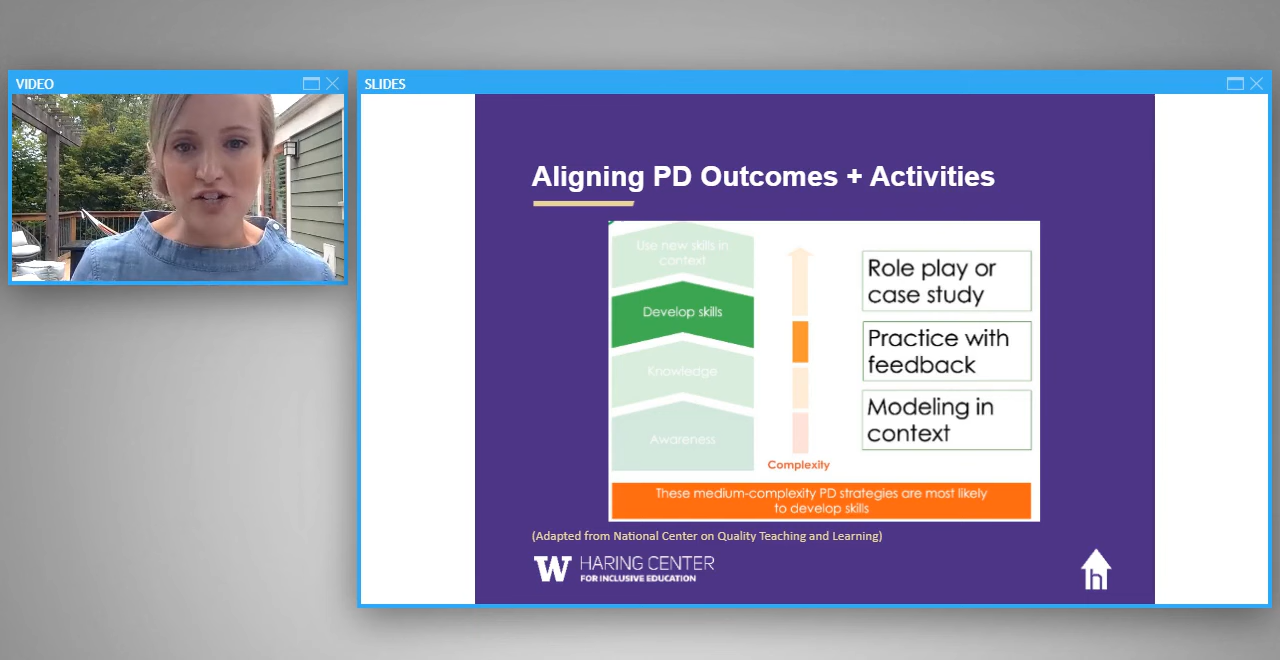 VIDEO
SLIDES
Aligning PD Outcomes + Activities
Use new skills in
context
Develop skills
Knowledge
Awareness
Complexity
Role play or
case study
Practice with
feedback
Modeling in
context
These medium-complexity PD strategies are most likely
to develop skills
(Adapted from National Center on Quality Teaching and Learning)
W HARING CENTER
FOR INCLUSIVE EDUCATION
h